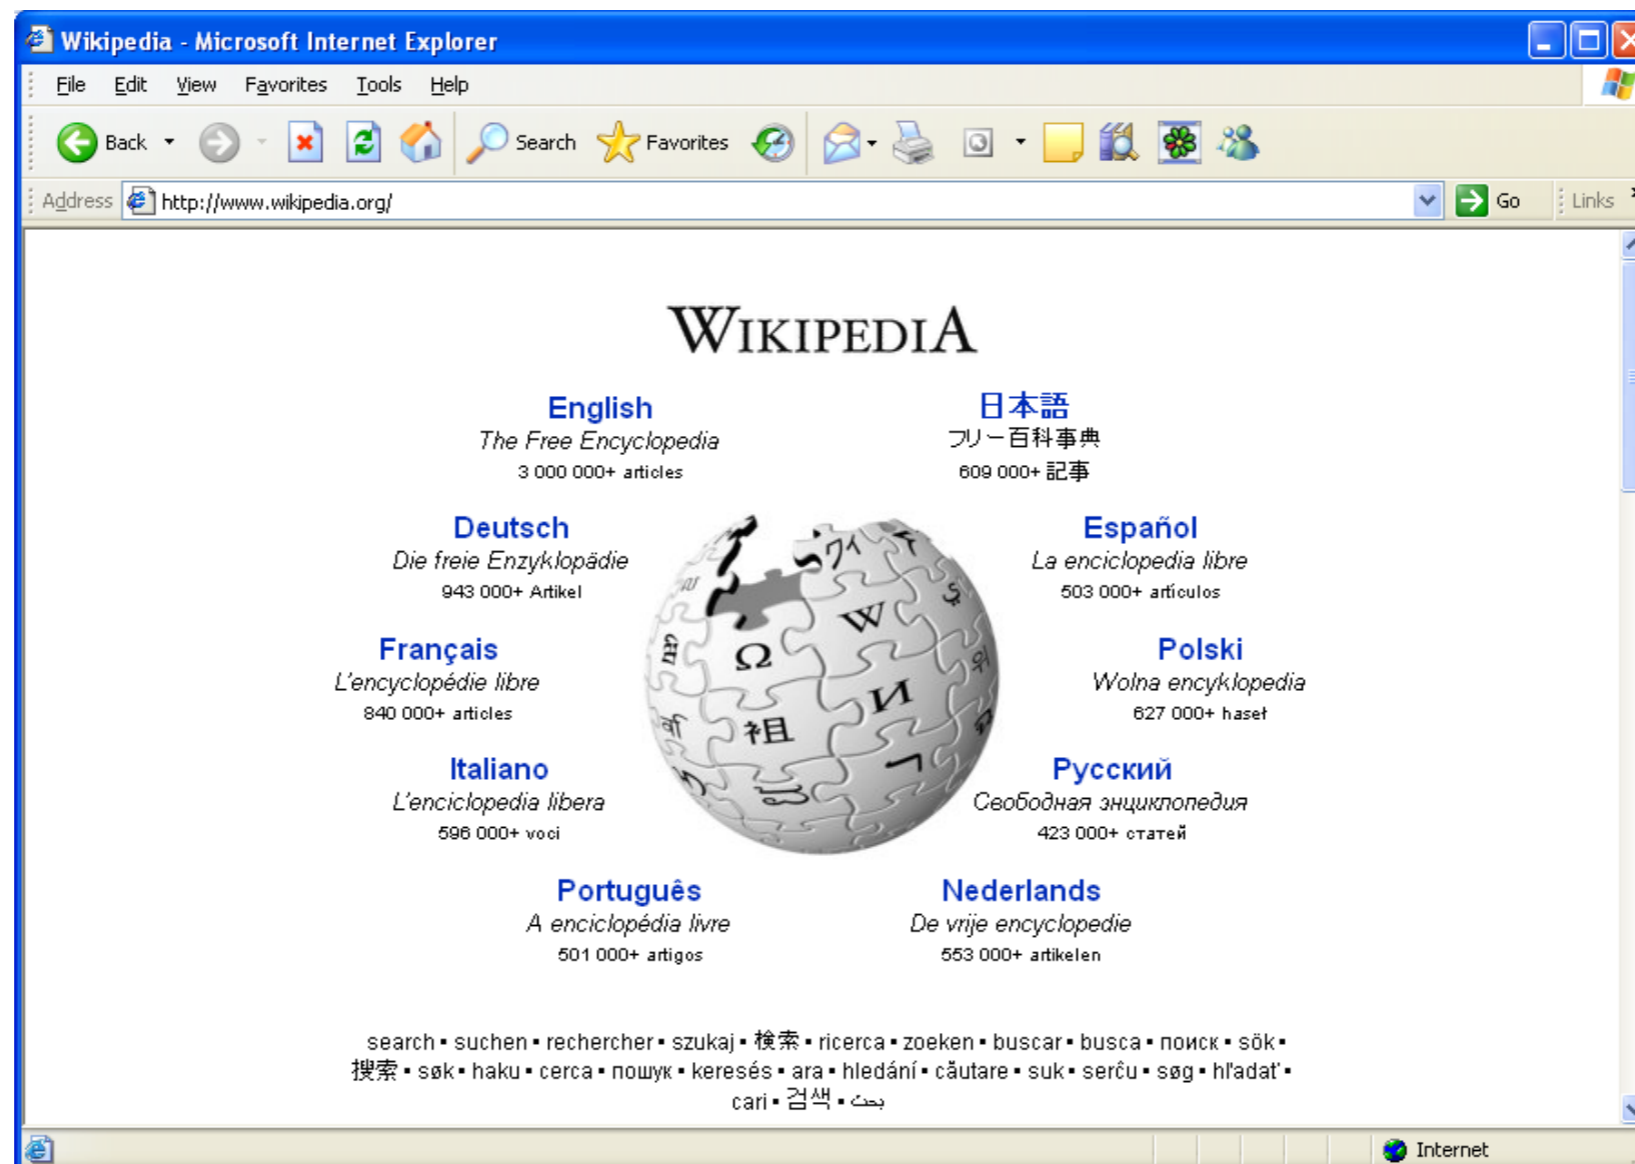 Wikipedia - Microsoft Internet Explorer
File Edit View Favorites Tools Help
Back Search Favorites
Address http://www.wikipedia.org/ Go Links
WIKIPEDIA
English
The Free Encyclopedia
3 000 000+ articles
日本語
フリー百科事典
609 000+ 記事
Deutsch
Die freie Enzyklopädie
943 000+ Artikel
Español
La enciclopedia libre
503 000+ artículos
Français
L'encyclopédie libre
840 000+ articles
Polski
Wolna encyklopedia
627 000+ haseł
Italiano
L'enciclopedia libera
596 000+ voci
Русский
Свободная энциклопедия
423 000+ статей
Português
A enciclopédia livre
501 000+ artigos
Nederlands
De vrije encyclopedie
553 000+ artikelen
Ω W И 祖 ワィ 위
search ▪ suchen ▪ rechercher ▪ szukaj ▪ 検索 ▪ ricerca ▪ zoeken ▪ buscar ▪ busca ▪ поиск ▪ sök ▪
搜索 ▪ søk ▪ haku ▪ cerca ▪ пошук ▪ keresés ▪ ara ▪ hledání ▪ căutare ▪ suk ▪ serĉu ▪ søg ▪ hľadať ▪
cari ▪ 검색 ▪ بحث
Internet